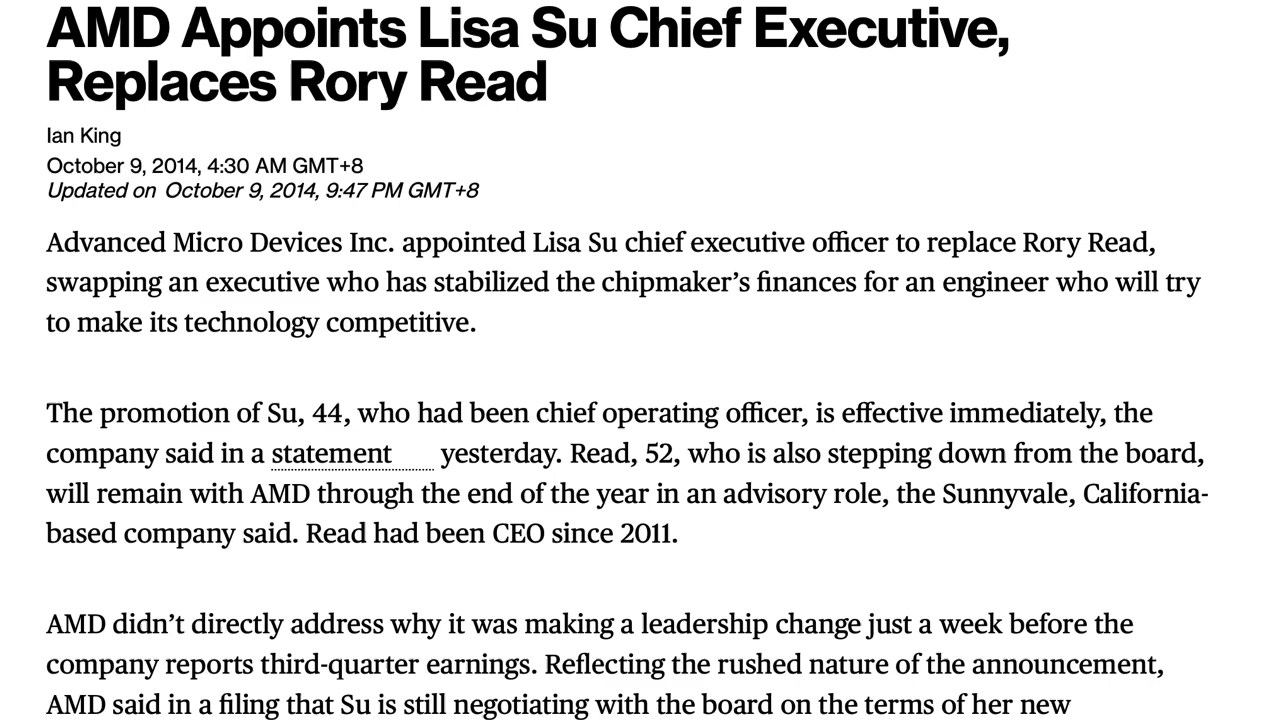 AMD Appoints Lisa Su Chief Executive,
Replaces Rory Read
Ian King
October 9, 2014, 4:30 AM GMT+8
Updated on October 9, 2014, 9:47 PM GMT+8
Advanced Micro Devices Inc. appointed Lisa Su chief executive officer to replace Rory Read,
swapping an executive who has stabilized the chipmaker’s finances for an engineer who will try
to make its technology competitive.
The promotion of Su, 44, who had been chief operating officer, is effective immediately, the
company said in a statement yesterday. Read, 52, who is also stepping down from the board,
will remain with AMD through the end of the year in an advisory role, the Sunnyvale, California-
based company said. Read had been CEO since 2011.
AMD didn’t directly address why it was making a leadership change just a week before the
company reports third-quarter earnings. Reflecting the rushed nature of the announcement,
AMD said in a filing that Su is still negotiating with the board on the terms of her new